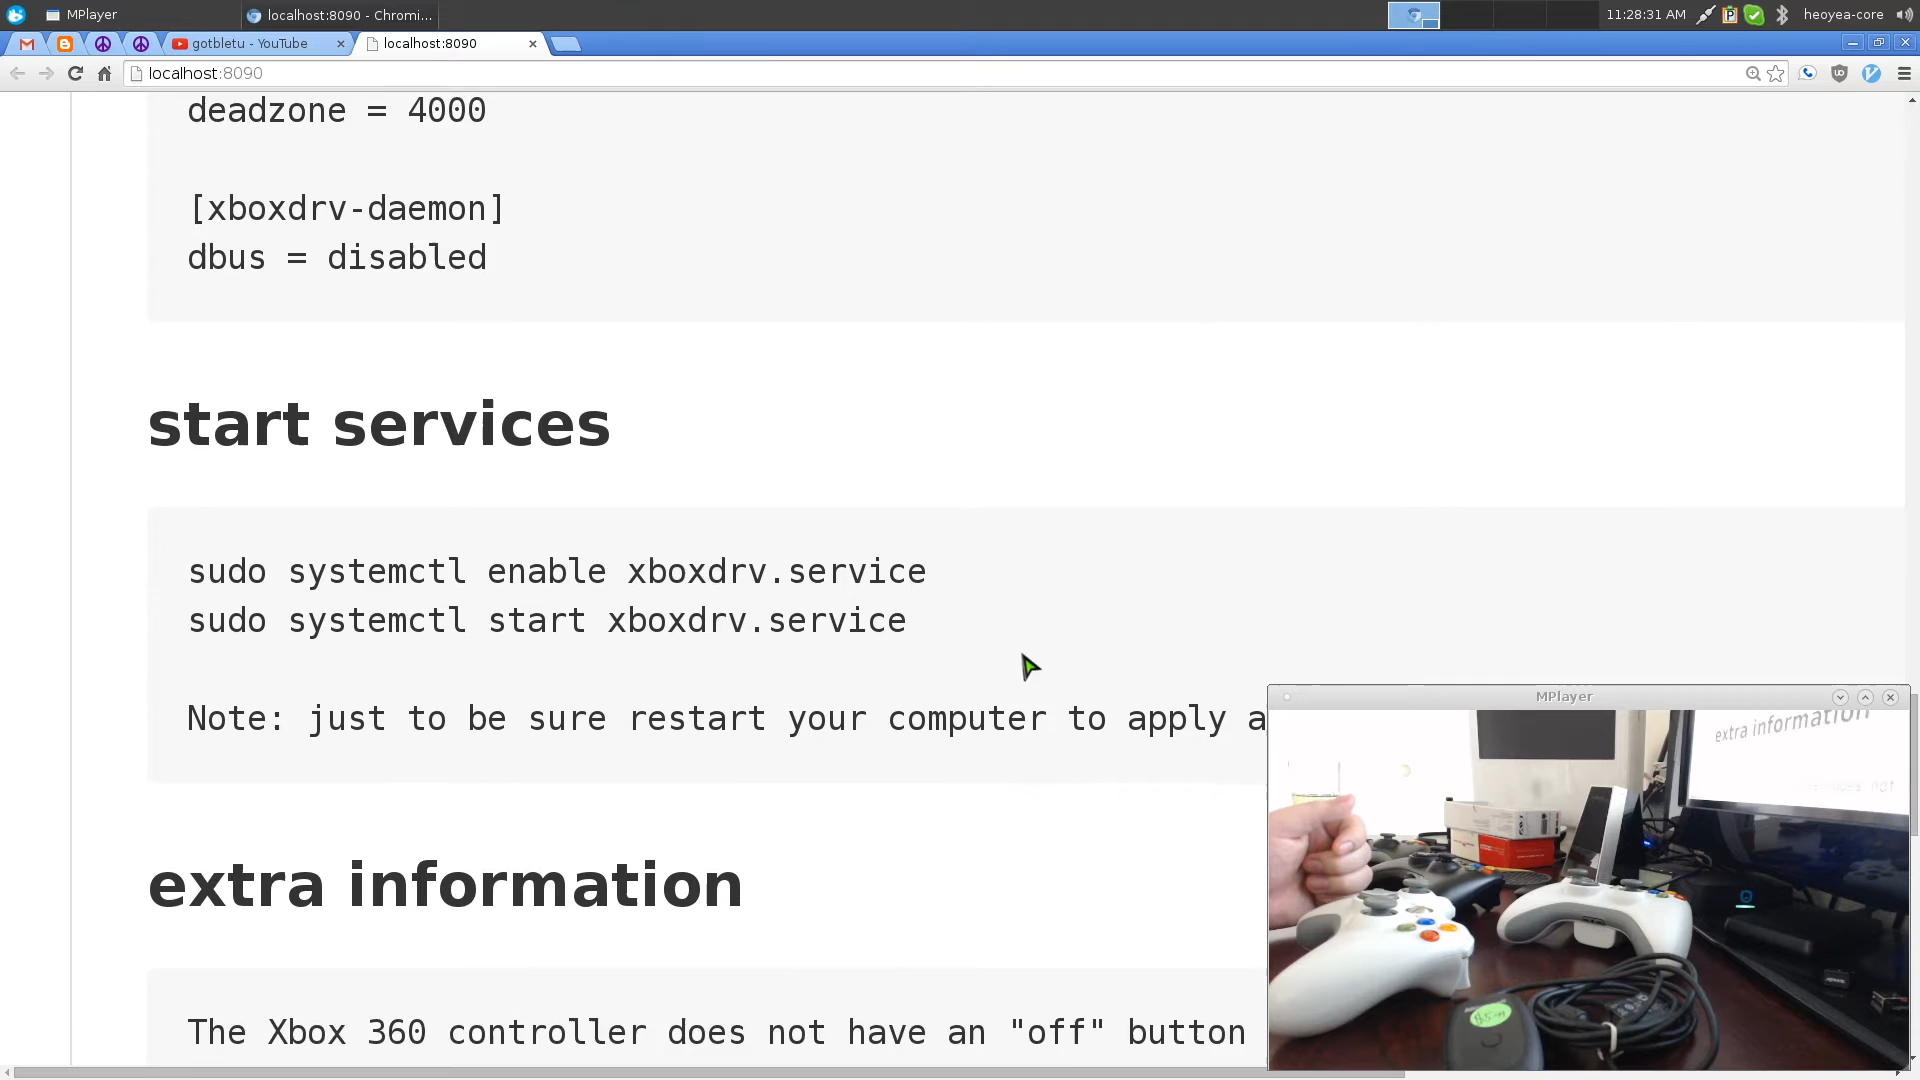 MPlayer
localhost:8090 - Chromi...
11:28:31 AM
heoyea-core
gotbletu - YouTube
localhost:8090
localhost:8090
deadzone = 4000
[xboxdrv-daemon]
dbus = disabled
start services
sudo systemctl enable xboxdrv.service
sudo systemctl start xboxdrv.service
Note: just to be sure restart your computer to apply a
MPlayer
extra information
extra information
The Xbox 360 controller does not have an "off" button